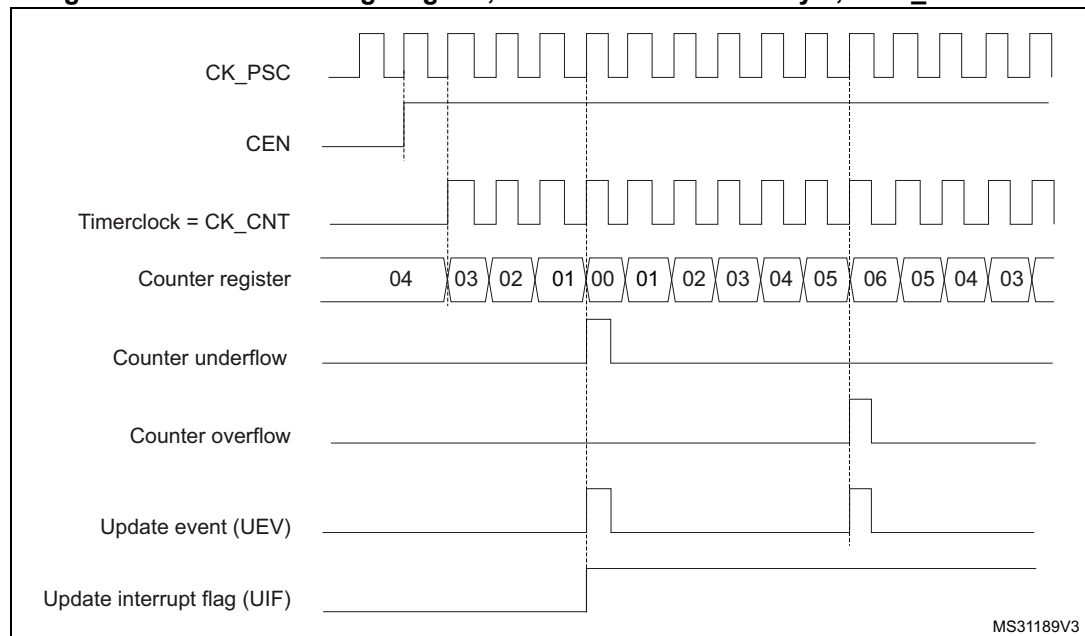 CK_PSC
CEN
Timerclock = CK_CNT
Counter register 04 03 02 01 00 01 02 03 04 05 06 05 04 03
Counter underflow
Counter overflow
Update event (UEV)
Update interrupt flag (UIF)
MS31189V3